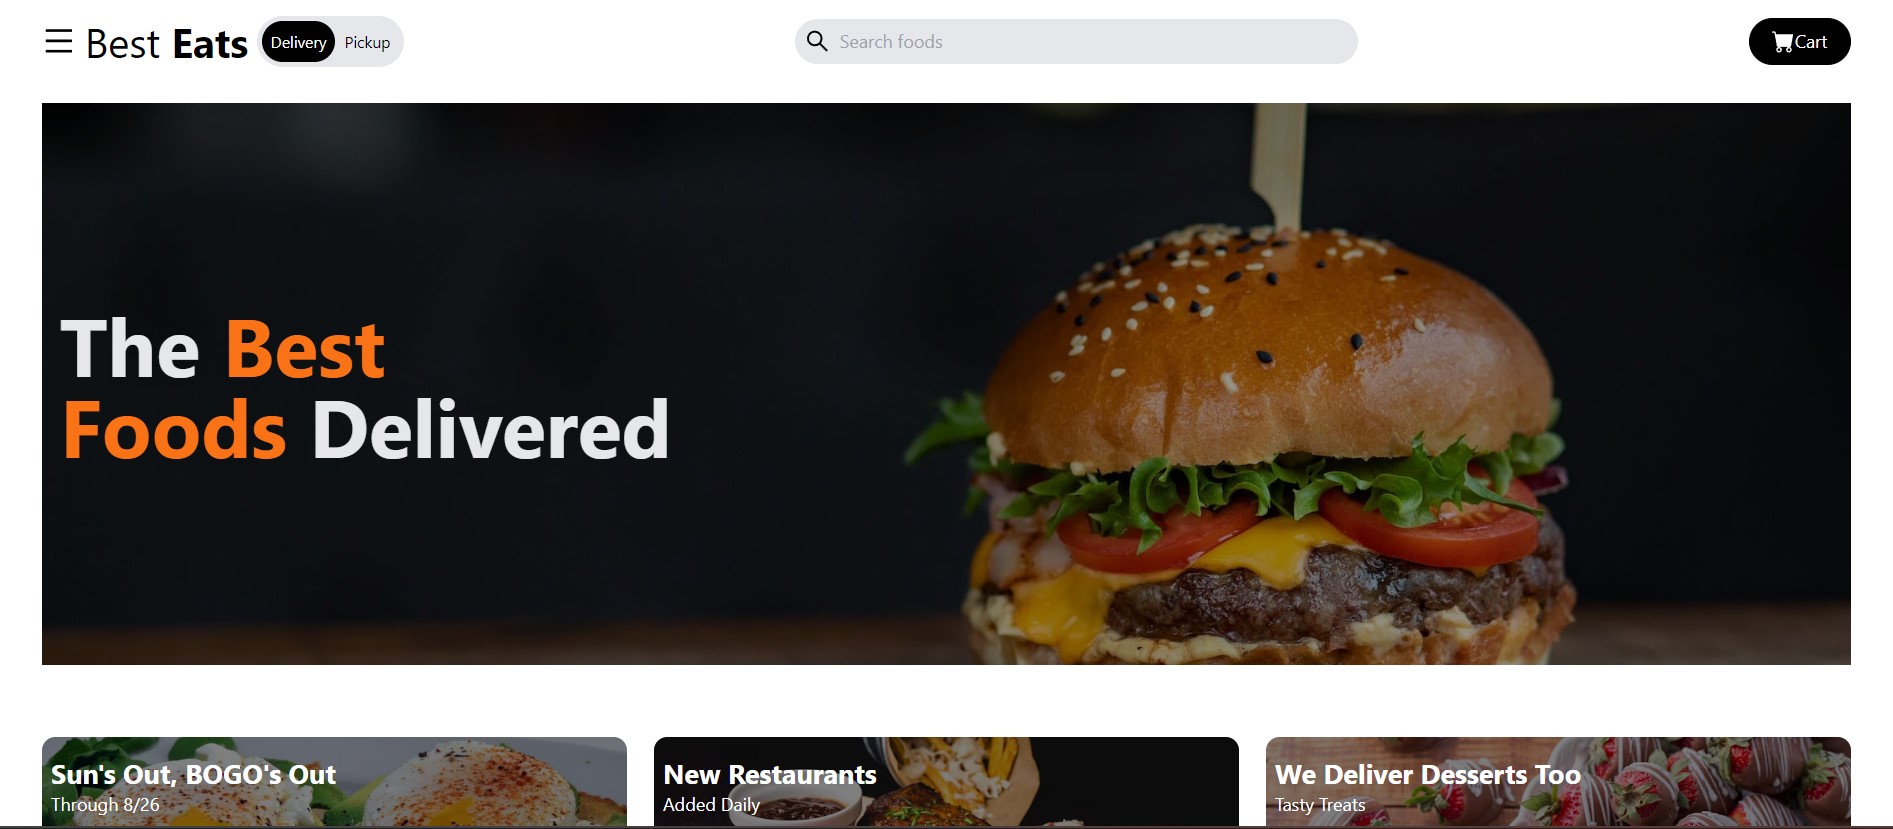 Best Eats
Delivery
Pickup
Search foods
Cart
The Best
Foods Delivered
Sun's Out, BOGO's Out
Through 8/26
New Restaurants
Added Daily
We Deliver Desserts Too
Tasty Treats